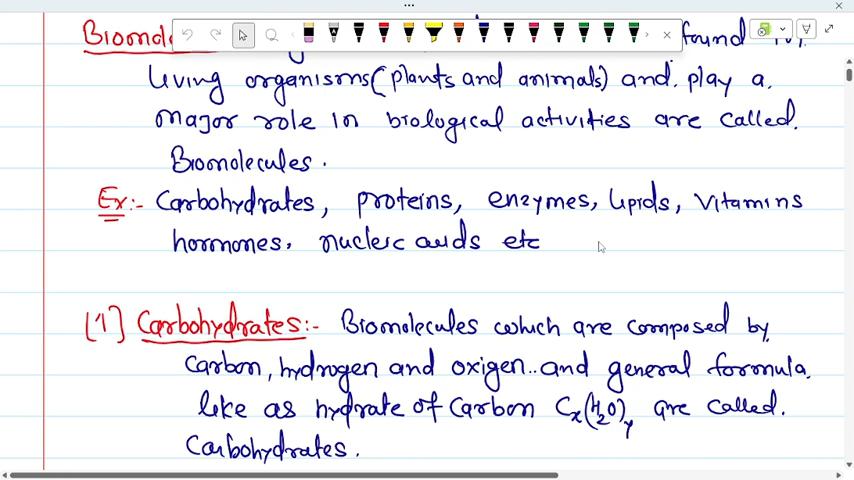 found in
living organisms (plants and animals) and play a
major role in biological activities are called.
Biomolecules.
Ex:- Carbohydrates, proteins, enzymes, lipids, vitamins
hormones, nucleic acids etc
[1] Carbohydrates:- Biomolecules which are composed by
Carbon, hydrogen and oxigen.. and general formula
like as hydrate of Carbon Cx(H2O)y are called.
Carbohydrates.